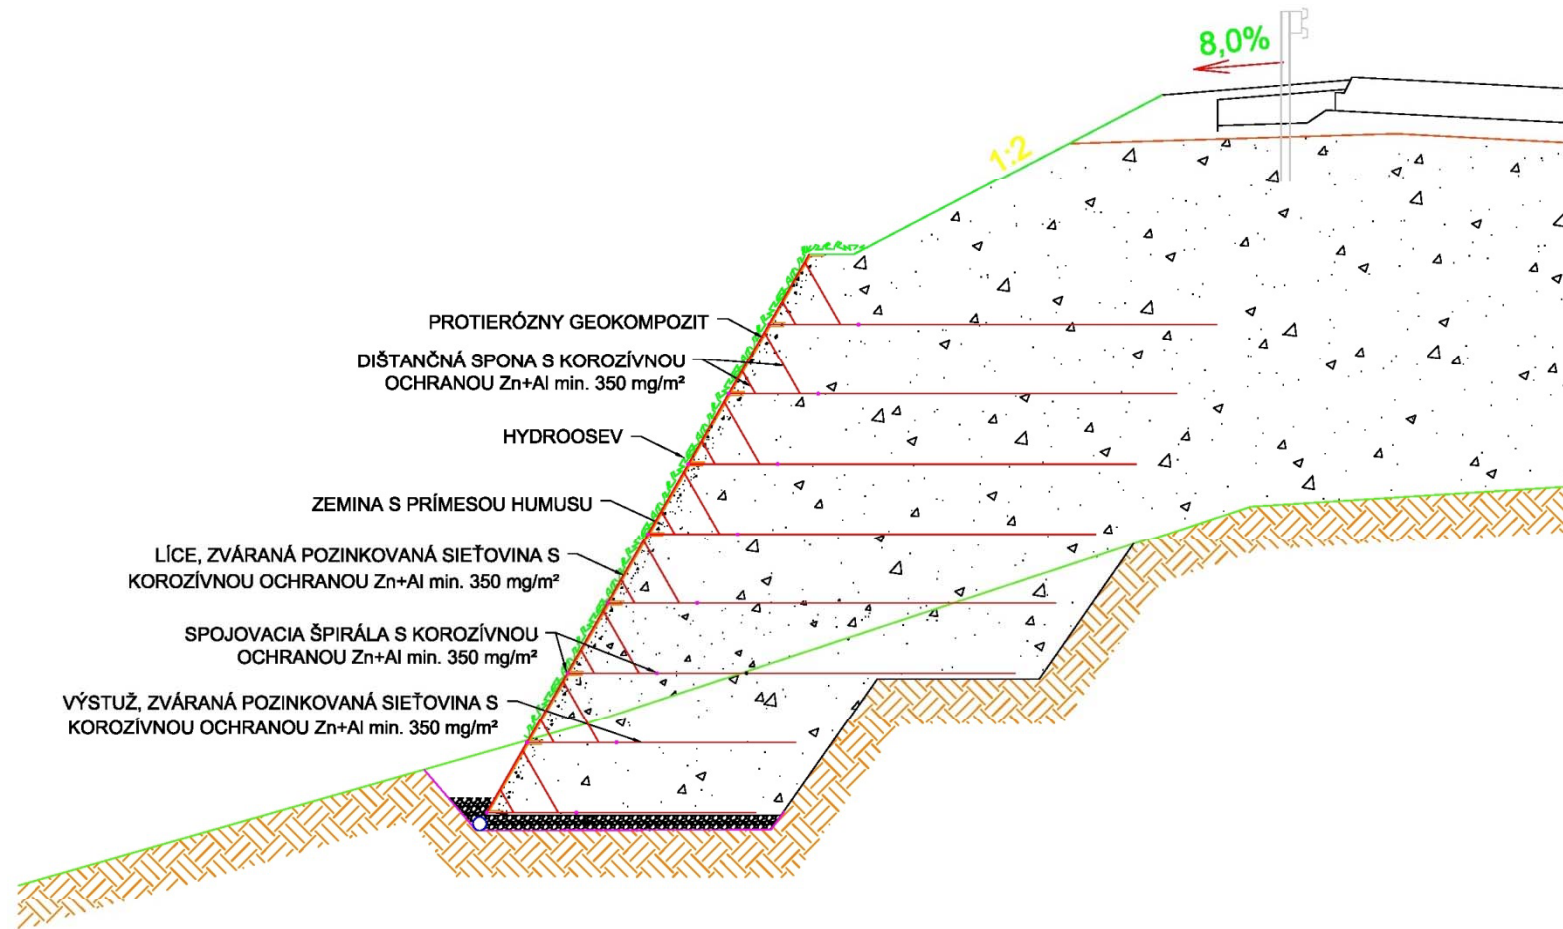 8,0%
1:2
PROTIERÓZNY GEOKOMPOZIT
DIŠTANČNÁ SPONA S KOROZÍVNOU
OCHRANOU Zn+Al min. 350 mg/m²
HYDROOSEV
ZEMINA S PRÍMESOU HUMUSU
LÍCE, ZVÁRANÁ POZINKOVANÁ SIEŤOVINA S
KOROZÍVNOU OCHRANOU Zn+Al min. 350 mg/m²
SPOJOVACIA ŠPIRÁLA S KOROZÍVNOU
OCHRANOU Zn+Al min. 350 mg/m²
VÝSTUŽ, ZVÁRANÁ POZINKOVANÁ SIEŤOVINA S
KOROZÍVNOU OCHRANOU Zn+Al min. 350 mg/m²